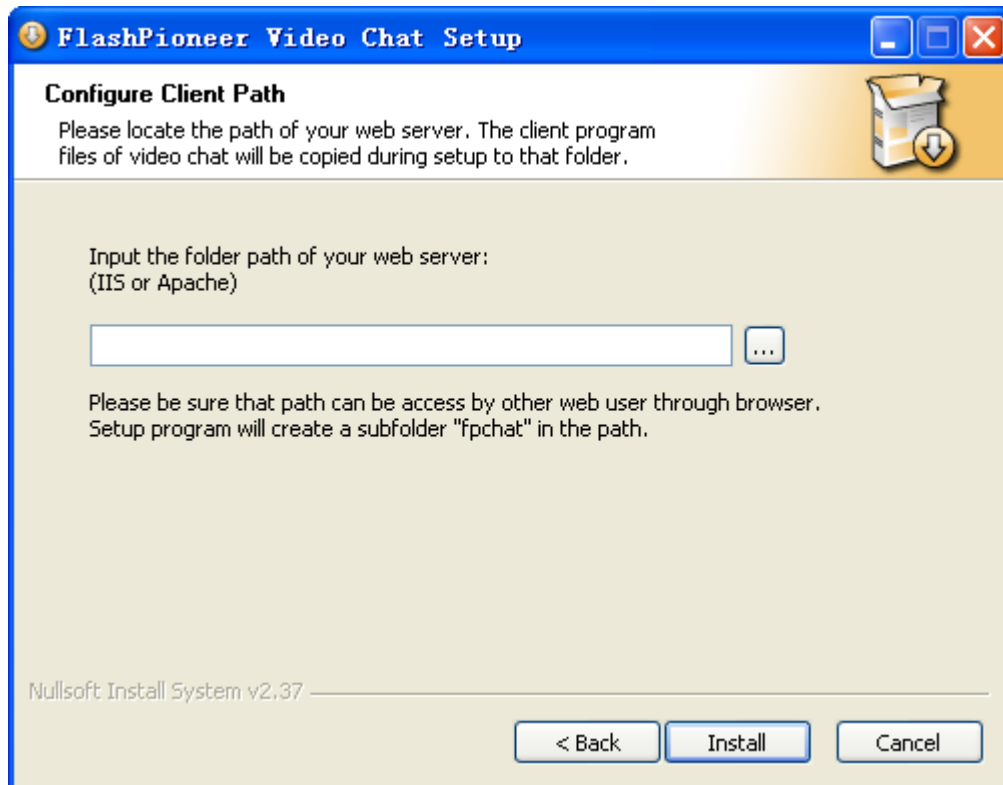 FlashPioneer Video Chat Setup
Configure Client Path
Please locate the path of your web server. The client program
files of video chat will be copied during setup to that folder.
Input the folder path of your web server:
(IIS or Apache)
...
Please be sure that path can be access by other web user through browser.
Setup program will create a subfolder "fpchat" in the path.
Nullsoft Install System v2.37
< Back Install Cancel